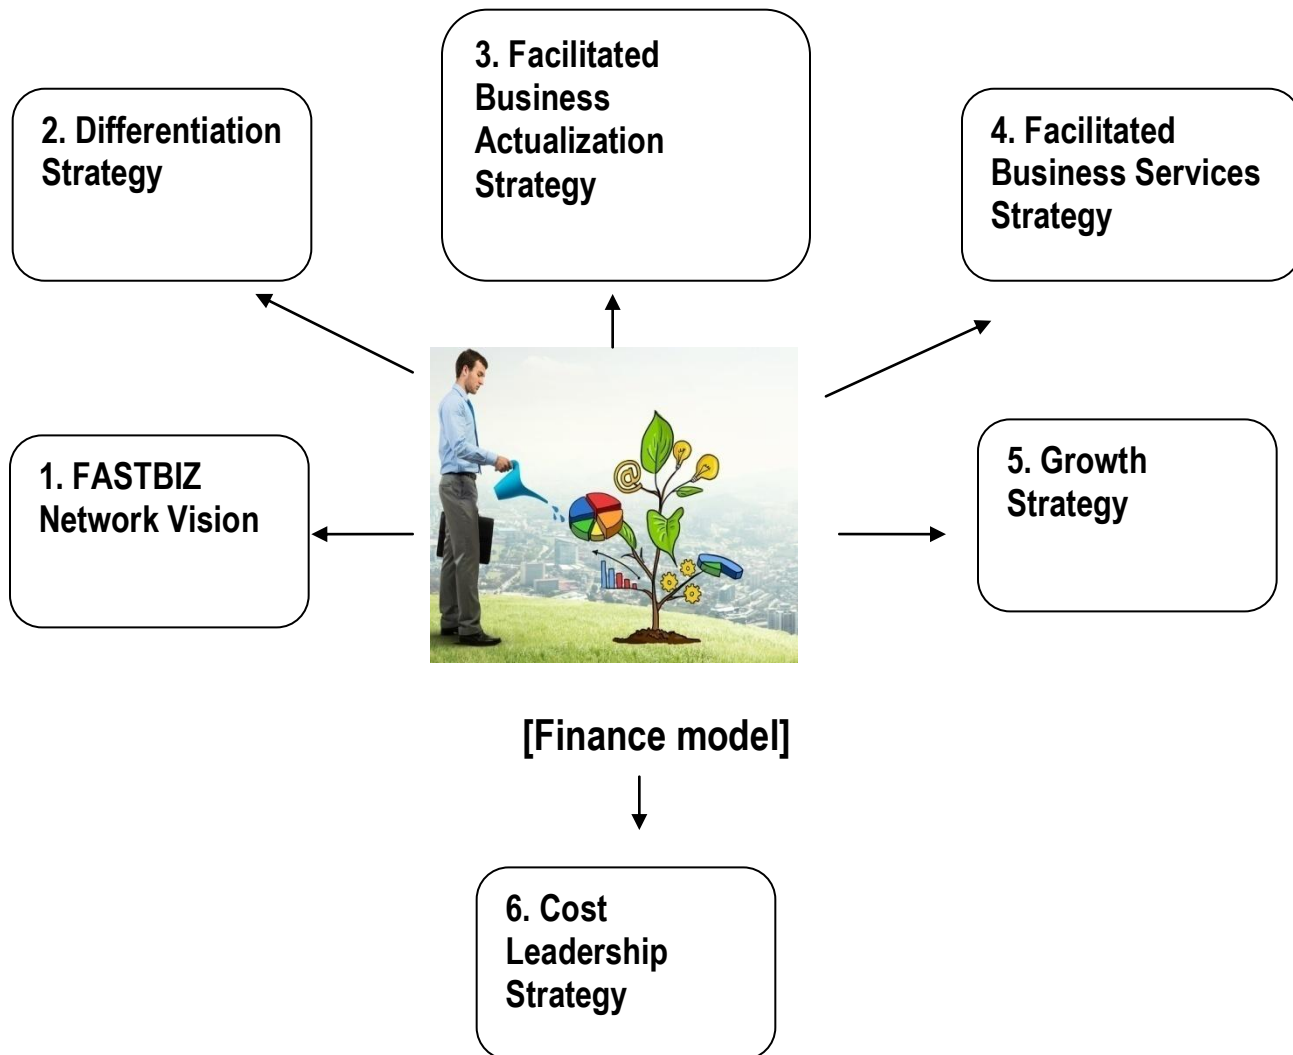 1. FASTBIZ
Network Vision
2. Differentiation
Strategy
3. Facilitated
Business
Actualization
Strategy
4. Facilitated
Business Services
Strategy
5. Growth
Strategy
@
[Finance model]
6. Cost
Leadership
Strategy